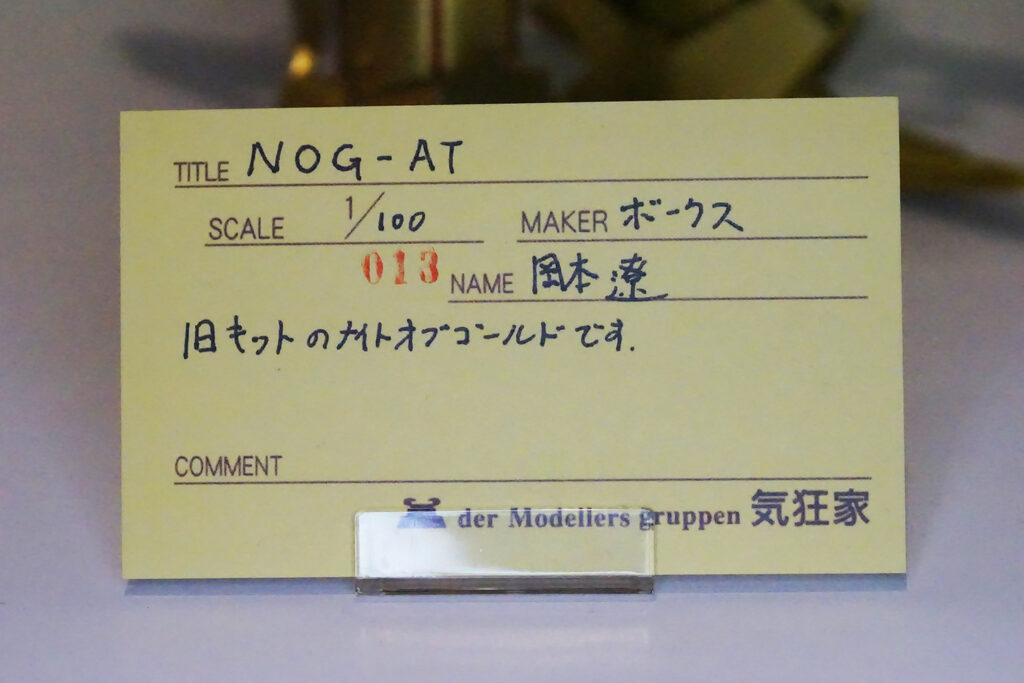 TITLE NOG-AT
SCALE 1/100 MAKER ボークス
013 NAME 岡本 遼
旧キットのナイトオブゴールドです.
COMMENT
der Modellers gruppen 気狂家